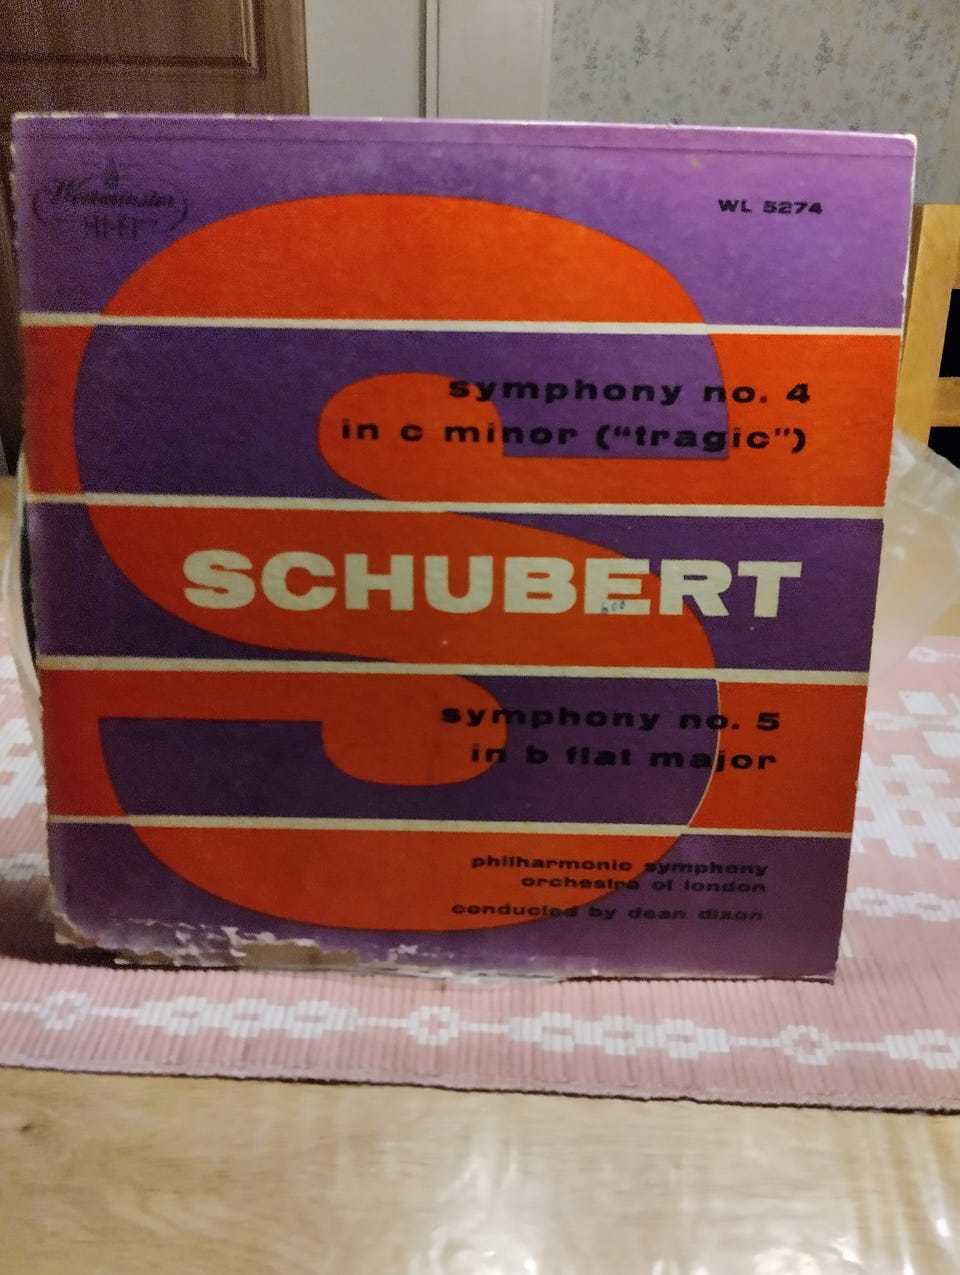 Westminster
HI-FI
WL 5274
symphony no. 4
in c minor ("tragic")
SCHUBERT
symphony no. 5
in b flat major
philharmonic symphony
orchestra of london
conducted by dean dixon